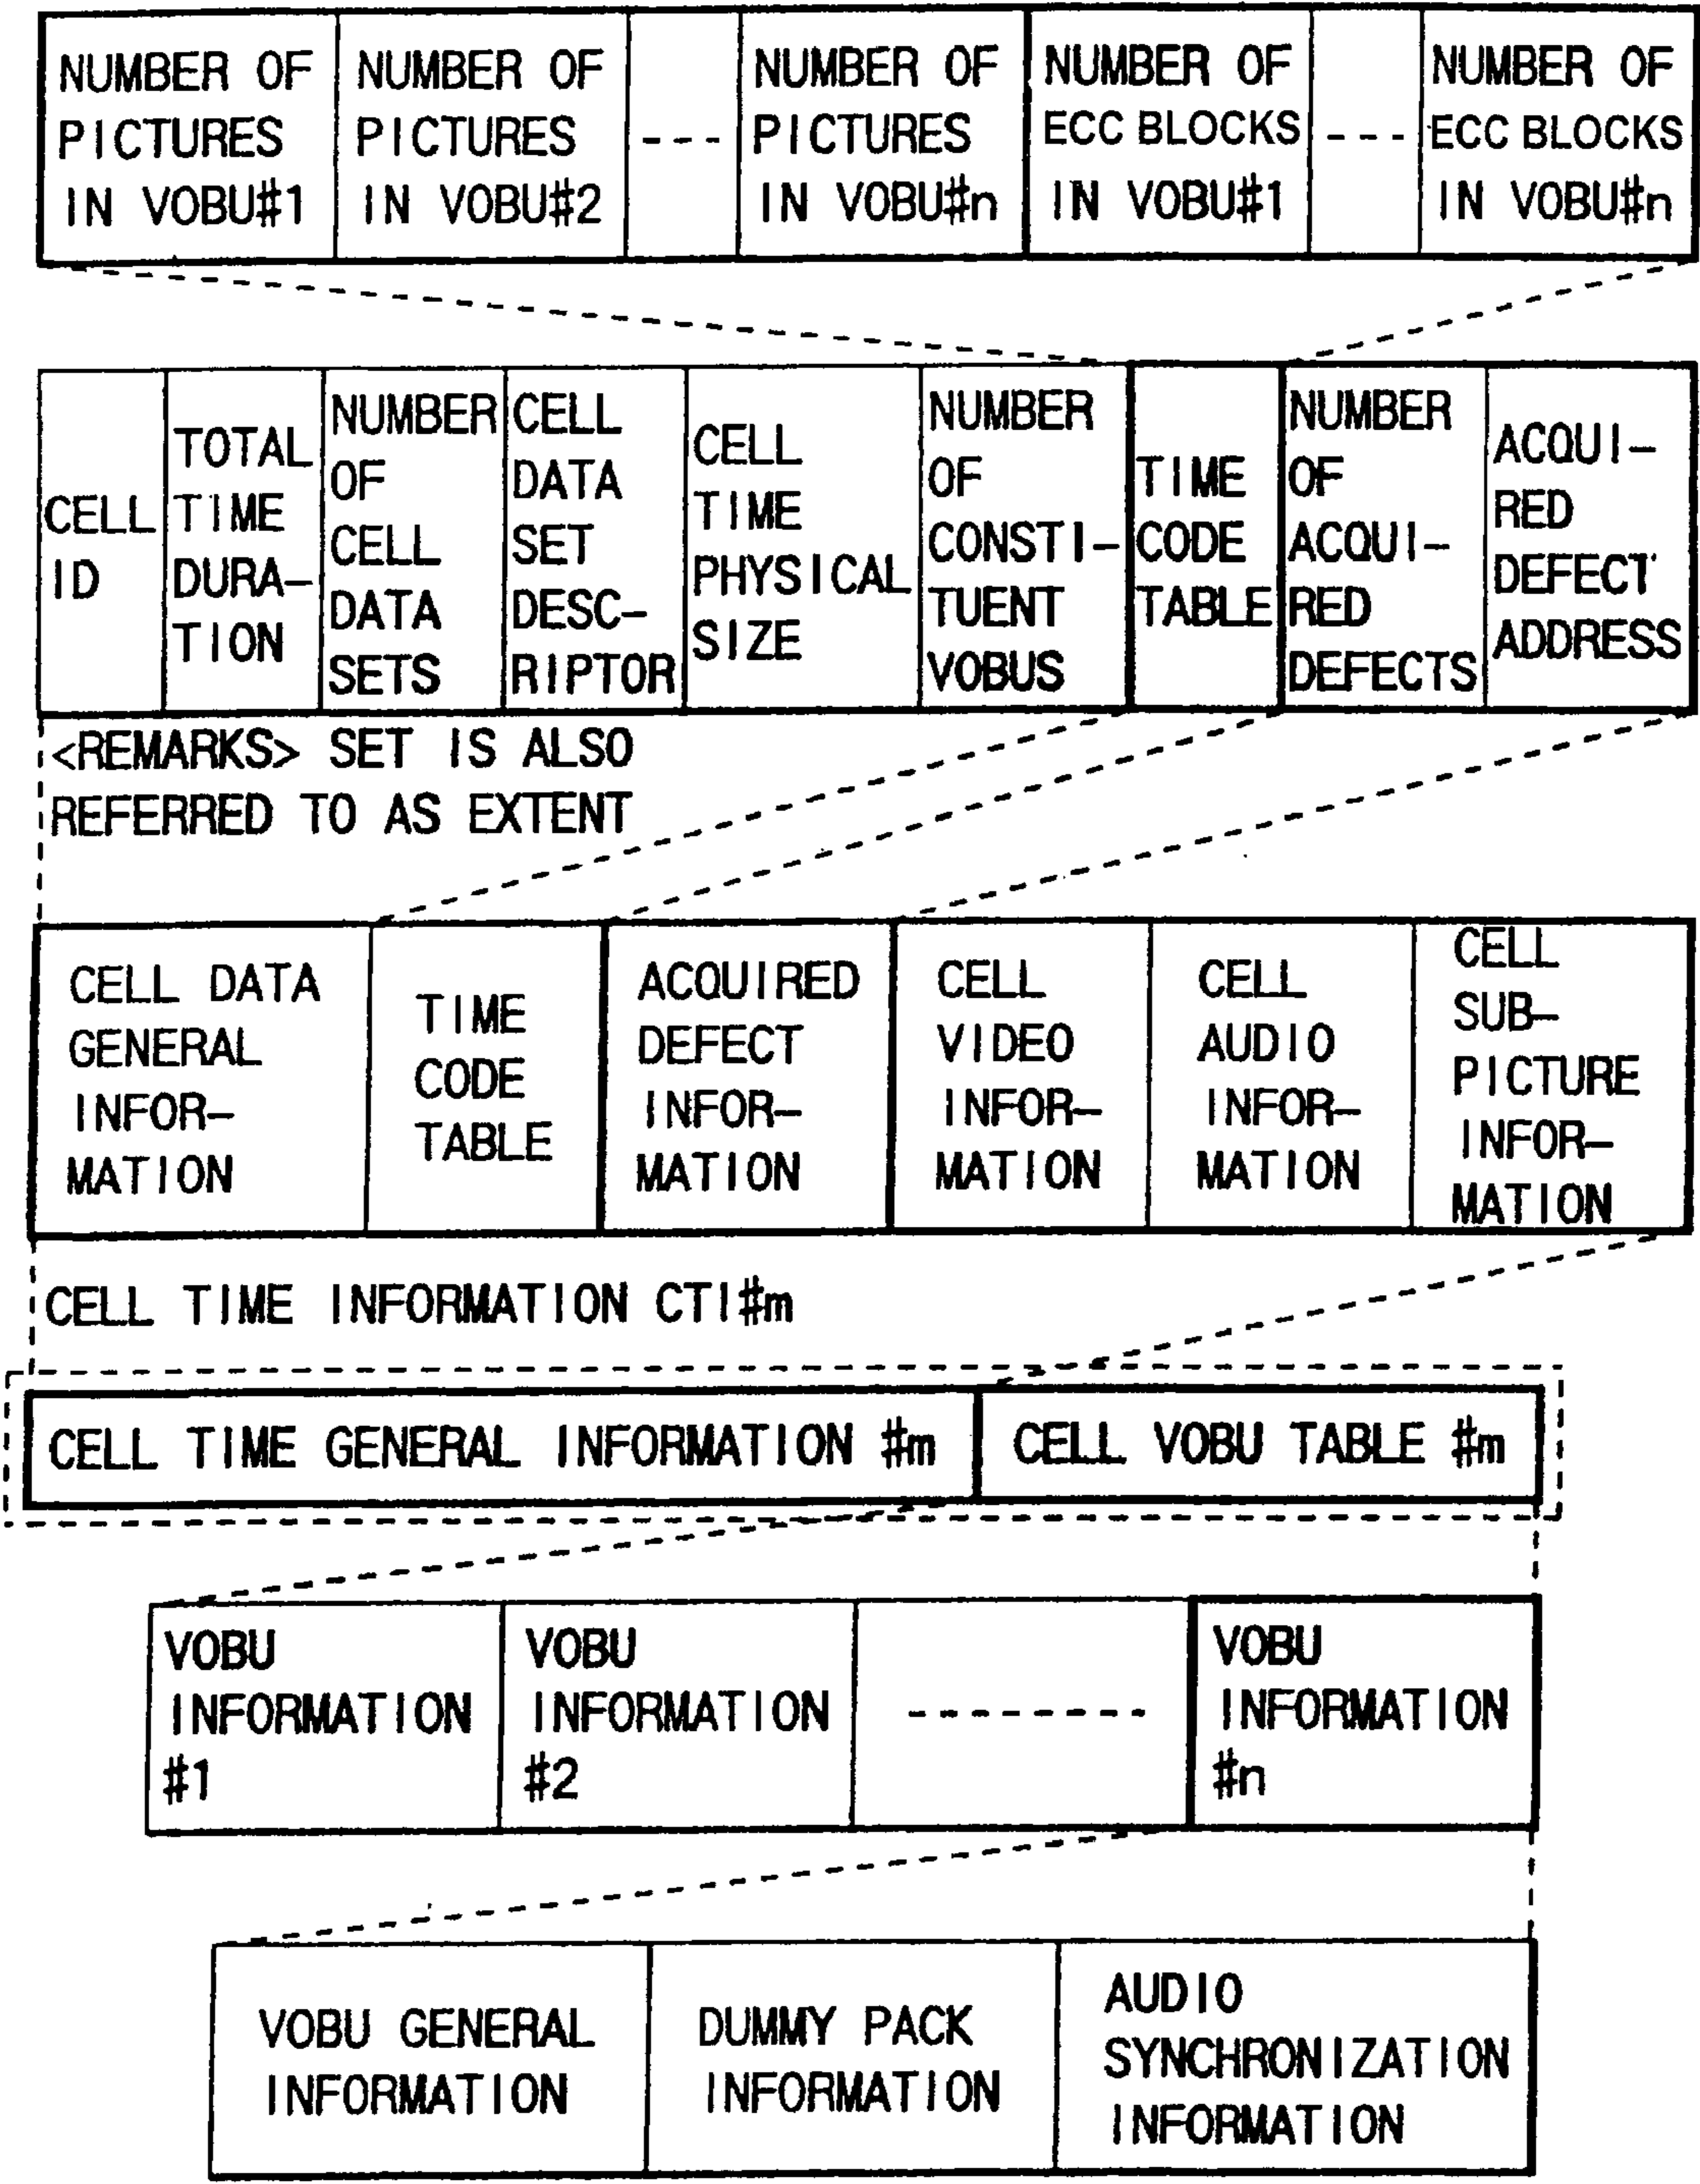 NUMBER OF
PICTURES
IN VOBU#1
NUMBER OF
PICTURES
IN VOBU#2
NUMBER OF
PICTURES
IN VOBU#n
NUMBER OF
ECC BLOCKS
IN VOBU#1
NUMBER OF
ECC BLOCKS
IN VOBU#n
CELL
ID
TOTAL
TIME
DURA-
TION
NUMBER
OF
CELL
DATA
SETS
CELL
DATA
SET
DESC-
RIPTOR
CELL
TIME
PHYSICAL
SIZE
NUMBER
OF
CONSTI-
TUENT
VOBUS
TIME
CODE
TABLE
NUMBER
OF
ACQUI-
RED
DEFECTS
ACQUI-
RED
DEFECT
ADDRESS
<REMARKS> SET IS ALSO
REFERRED TO AS EXTENT
CELL DATA
GENERAL
INFOR-
MATION
TIME
CODE
TABLE
ACQUIRED
DEFECT
INFOR-
MATION
CELL
VIDEO
INFOR-
MATION
CELL
AUDIO
INFOR-
MATION
CELL
SUB-
PICTURE
INFOR-
MATION
CELL TIME INFORMATION CTI#m
CELL TIME GENERAL INFORMATION #m
CELL VOBU TABLE #m
VOBU
INFORMATION
#1
VOBU
INFORMATION
#2
VOBU
INFORMATION
#n
VOBU GENERAL
INFORMATION
DUMMY PACK
INFORMATION
AUDIO
SYNCHRONIZATION
INFORMATION